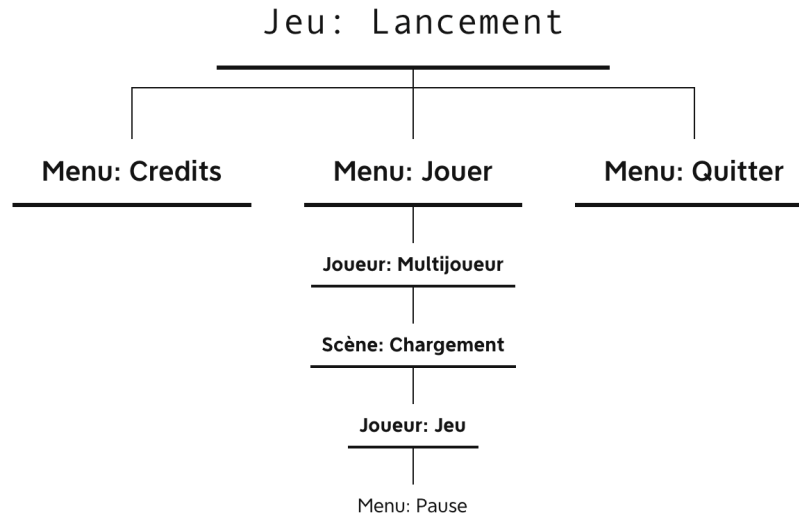 Jeu: Lancement
Menu: Credits
Menu: Jouer
Menu: Quitter
Joueur: Multijoueur
Scène: Chargement
Joueur: Jeu
Menu: Pause